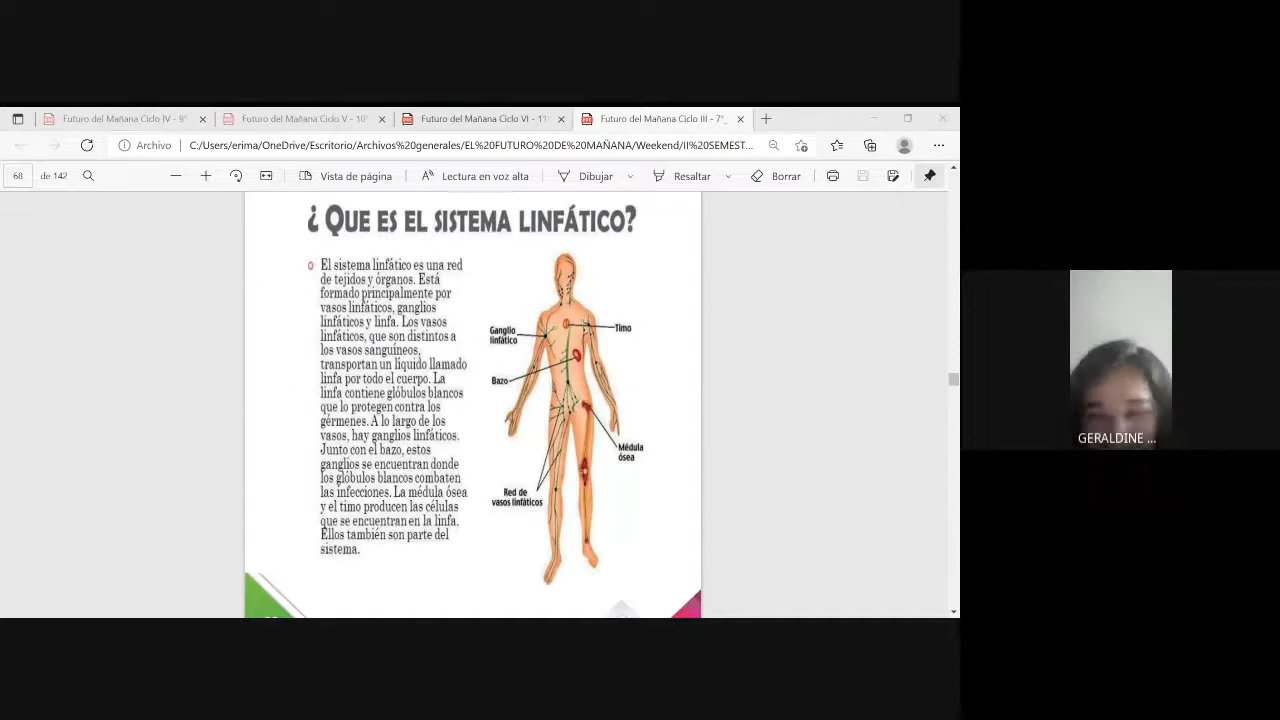 Futuro del Mañana Ciclo IV - 9°
Futuro del Mañana Ciclo V - 10°
Futuro del Mañana Ciclo VI - 11°
Futuro del Mañana Ciclo III - 7°_
Archivo
C:/Users/erima/OneDrive/Escritorio/Archivos%20generales/EL%20FUTURO%20DE%20MAÑANA/Weekend/II%20SEMEST...
68 de 142
Vista de página
Lectura en voz alta
Dibujar
Resaltar
Borrar
¿ QUE ES EL SISTEMA LINFÁTICO?
El sistema linfático es una red
de tejidos y órganos. Está
formado principalmente por
vasos linfáticos, ganglios
linfáticos y linfa. Los vasos
linfáticos, que son distintos a
los vasos sanguíneos,
transportan un líquido llamado
linfa por todo el cuerpo. La
linfa contiene glóbulos blancos
que lo protegen contra los
gérmenes. A lo largo de los
vasos, hay ganglios linfáticos.
Junto con el bazo, estos
ganglios se encuentran donde
los glóbulos blancos combaten
las infecciones. La médula ósea
y el timo producen las células
que se encuentran en la linfa.
Ellos también son parte del
sistema.
Ganglio
linfático
Timo
Bazo
Médula
ósea
Red de
vasos linfáticos
GERALDINE ...